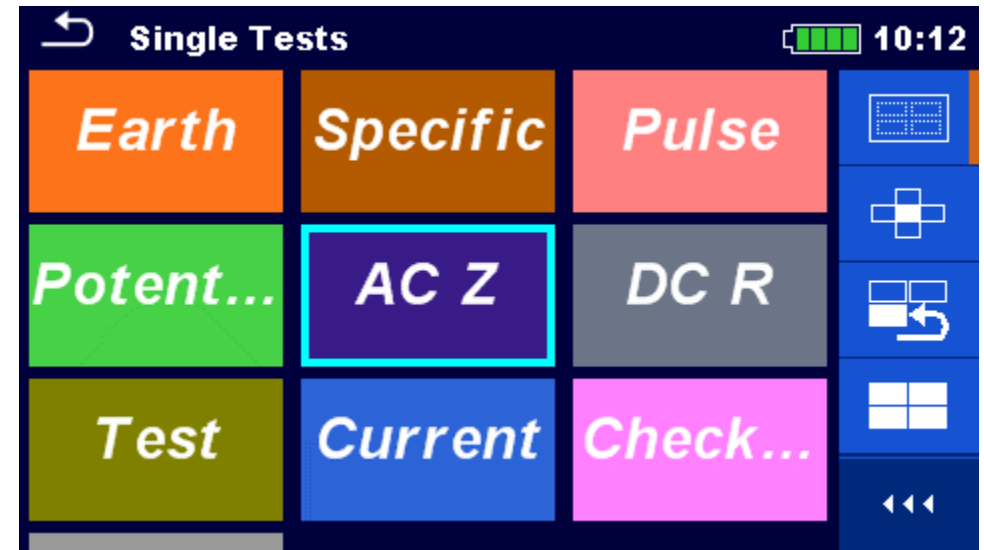 Single Tests 10:12
Earth Specific Pulse
Potent... AC Z DC R
Test Current Check...